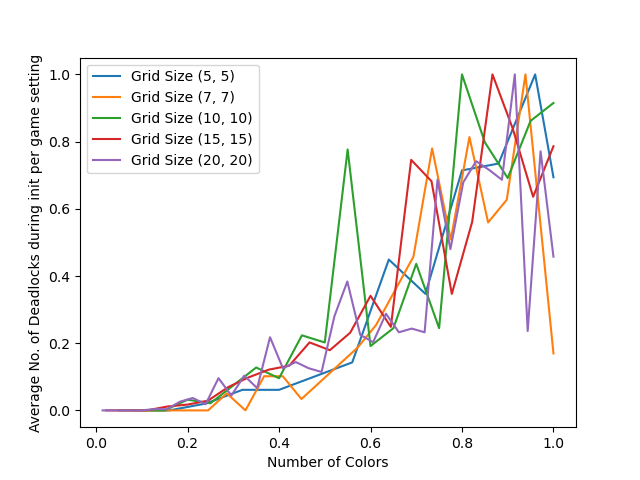 Grid Size (5, 5)
Grid Size (7, 7)
Grid Size (10, 10)
Grid Size (15, 15)
Grid Size (20, 20)
Average No. of Deadlocks during init per game setting
1.0
0.8
0.6
0.4
0.2
0.0
0.0 0.2 0.4 0.6 0.8 1.0
Number of Colors